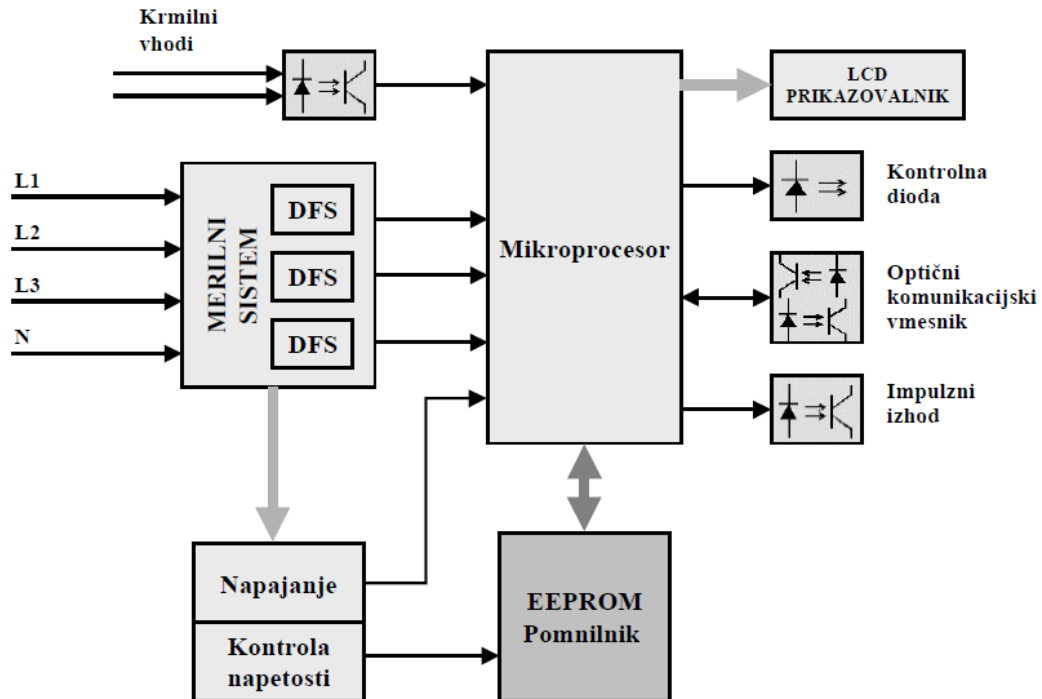 Krmilni
vhodi
LCD
PRIKAZOVALNIK
L1
L2
L3
N
MERILNI
SISTEM
DFS
DFS
DFS
Mikroprocesor
Kontrolna
dioda
Optični
komunikacijski
vmesnik
Impulzni
izhod
Napajanje
Kontrola
napetosti
EEPROM
Pomnilnik